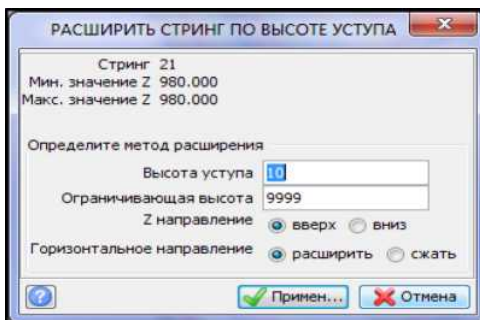 РАСШИРИТЬ СТРИНГ ПО ВЫСОТЕ УСТУПА
Стринг 21
Мин. значение Z 980.000
Макс. значение Z 980.000
Определите метод расширения
Высота уступа 10
Ограничивающая высота 9999
Z направление вверх вниз
Горизонтальное направление расширить сжать
? Примен... Отмена